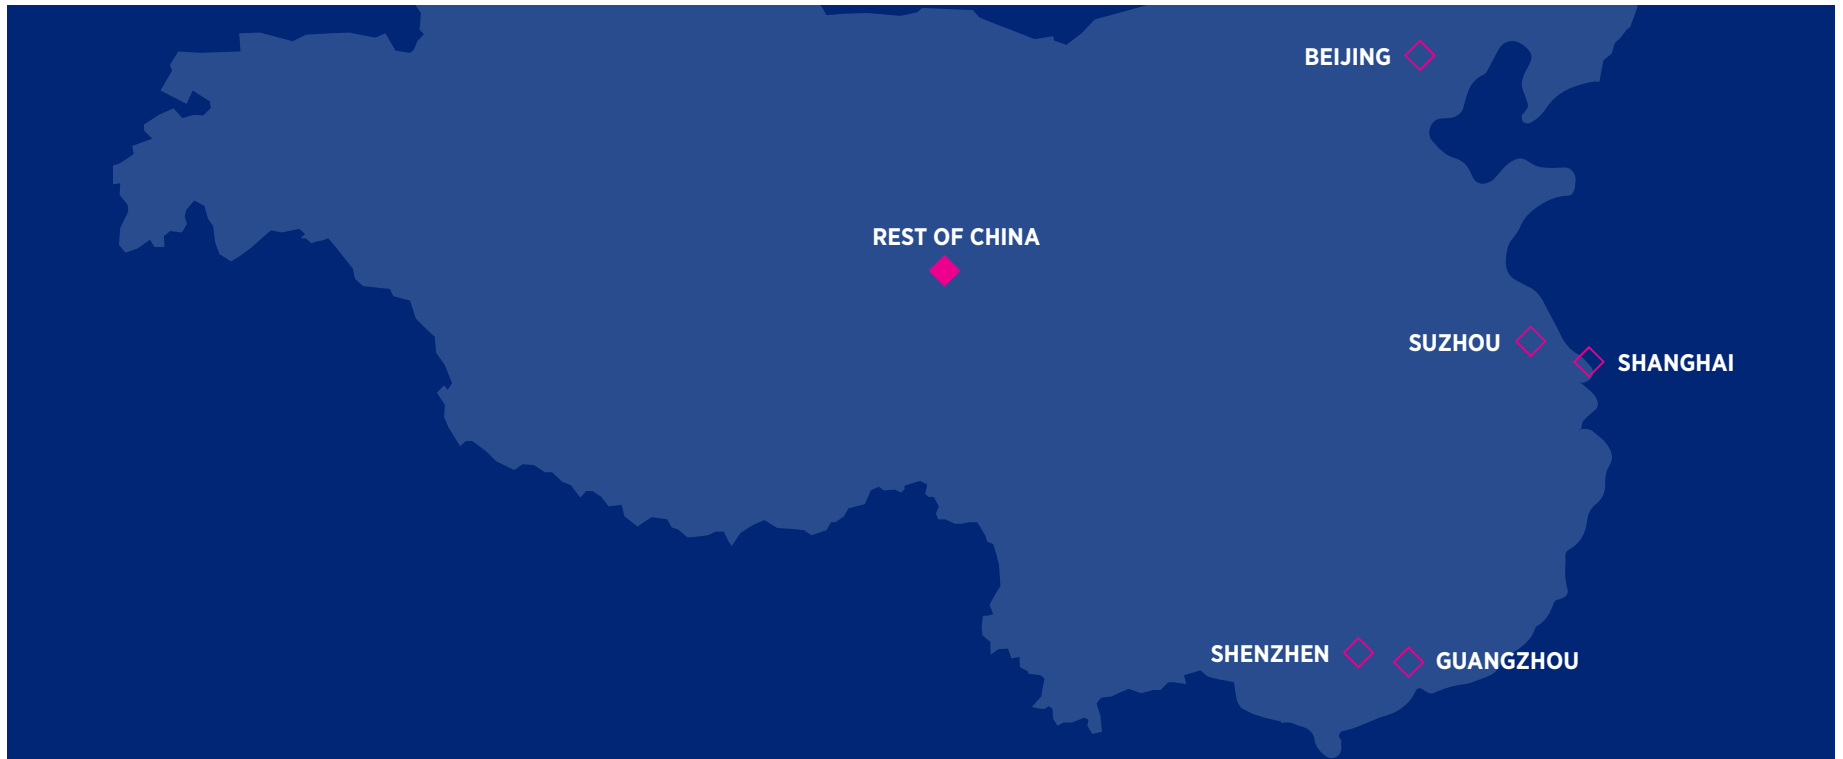 BEIJING
REST OF CHINA
SUZHOU
SHANGHAI
SHENZHEN
GUANGZHOU